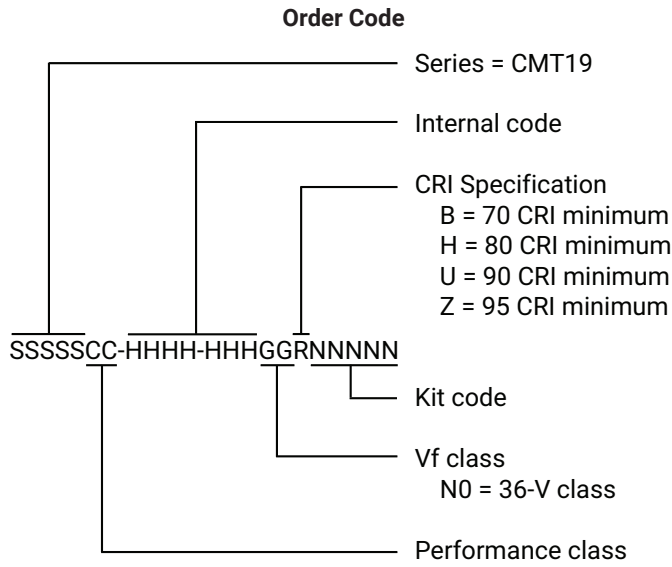 Order Code
Series = CMT19
Internal code
CRI Specification
B = 70 CRI minimum
H = 80 CRI minimum
U = 90 CRI minimum
Z = 95 CRI minimum
SSSSSCC-HHHH-HHHGGRNNNNN
Kit code
Vf class
N0 = 36-V class
Performance class